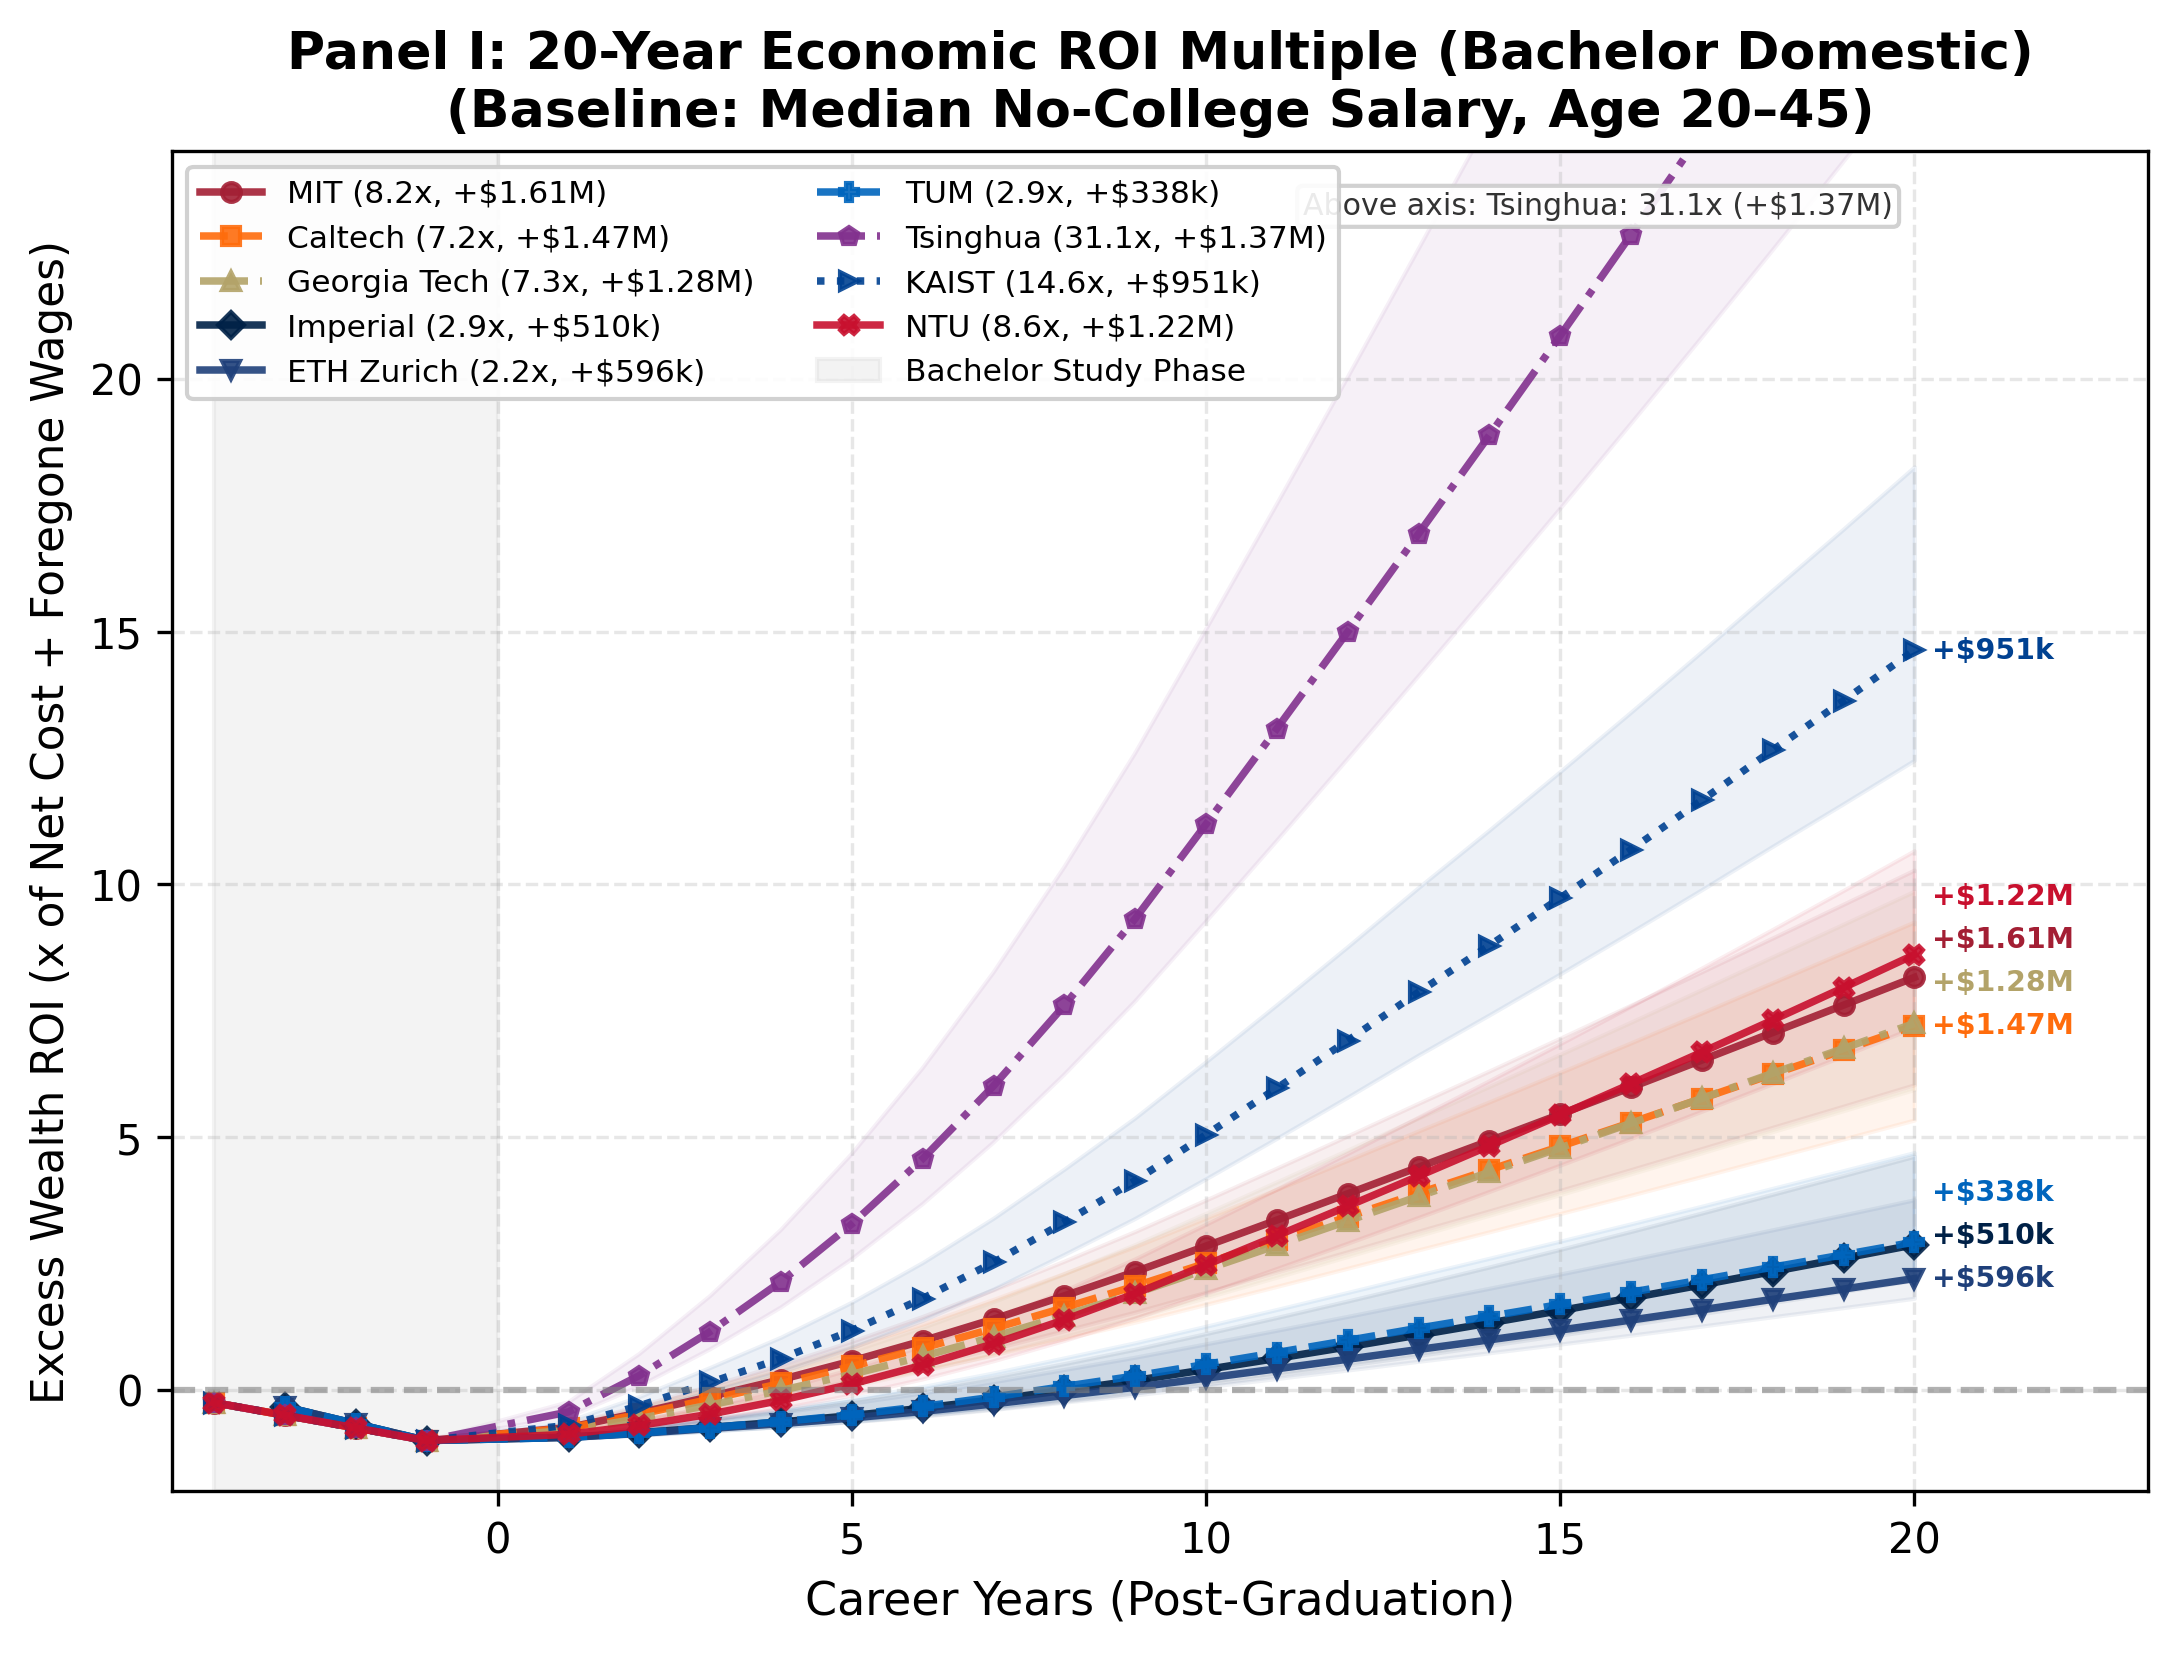 Panel I: 20-Year Economic ROI Multiple (Bachelor Domestic)
(Baseline: Median No-College Salary, Age 20–45)
Excess Wealth ROI (x of Net Cost + Foregone Wages)
MIT (8.2x, +$1.61M)
Caltech (7.2x, +$1.47M)
Georgia Tech (7.3x, +$1.28M)
Imperial (2.9x, +$510k)
ETH Zurich (2.2x, +$596k)
TUM (2.9x, +$338k)
Tsinghua (31.1x, +$1.37M)
KAIST (14.6x, +$951k)
NTU (8.6x, +$1.22M)
Bachelor Study Phase
Above axis: Tsinghua: 31.1x (+$1.37M)
20
15
10
5
0
+$951k
+$1.22M
+$1.61M
+$1.28M
+$1.47M
+$338k
+$510k
+$596k
0
5
10
15
20
Career Years (Post-Graduation)